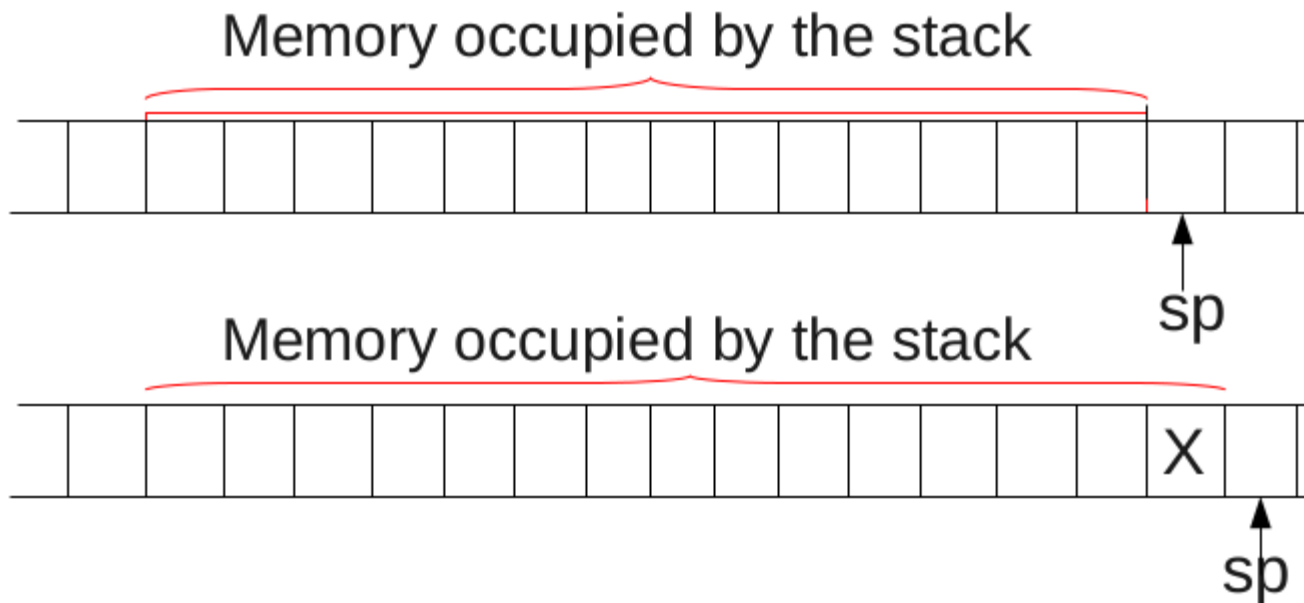 Memory occupied by the stack
sp
Memory occupied by the stack
X
sp